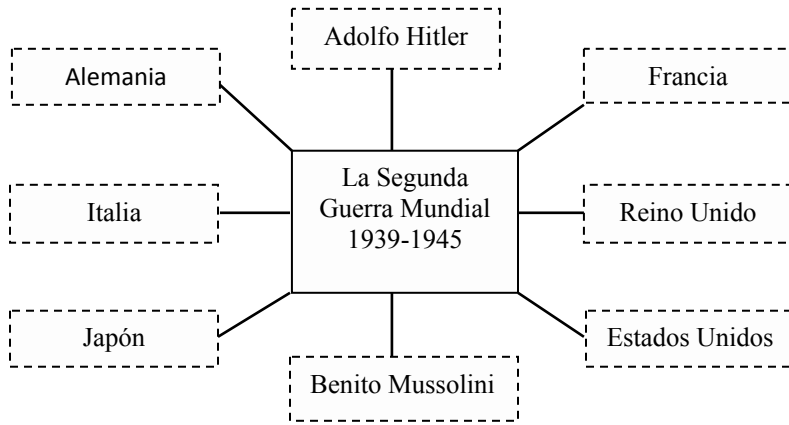 Adolfo Hitler
Alemania
Francia
La Segunda
Guerra Mundial
1939-1945
Italia
Reino Unido
Japón
Estados Unidos
Benito Mussolini